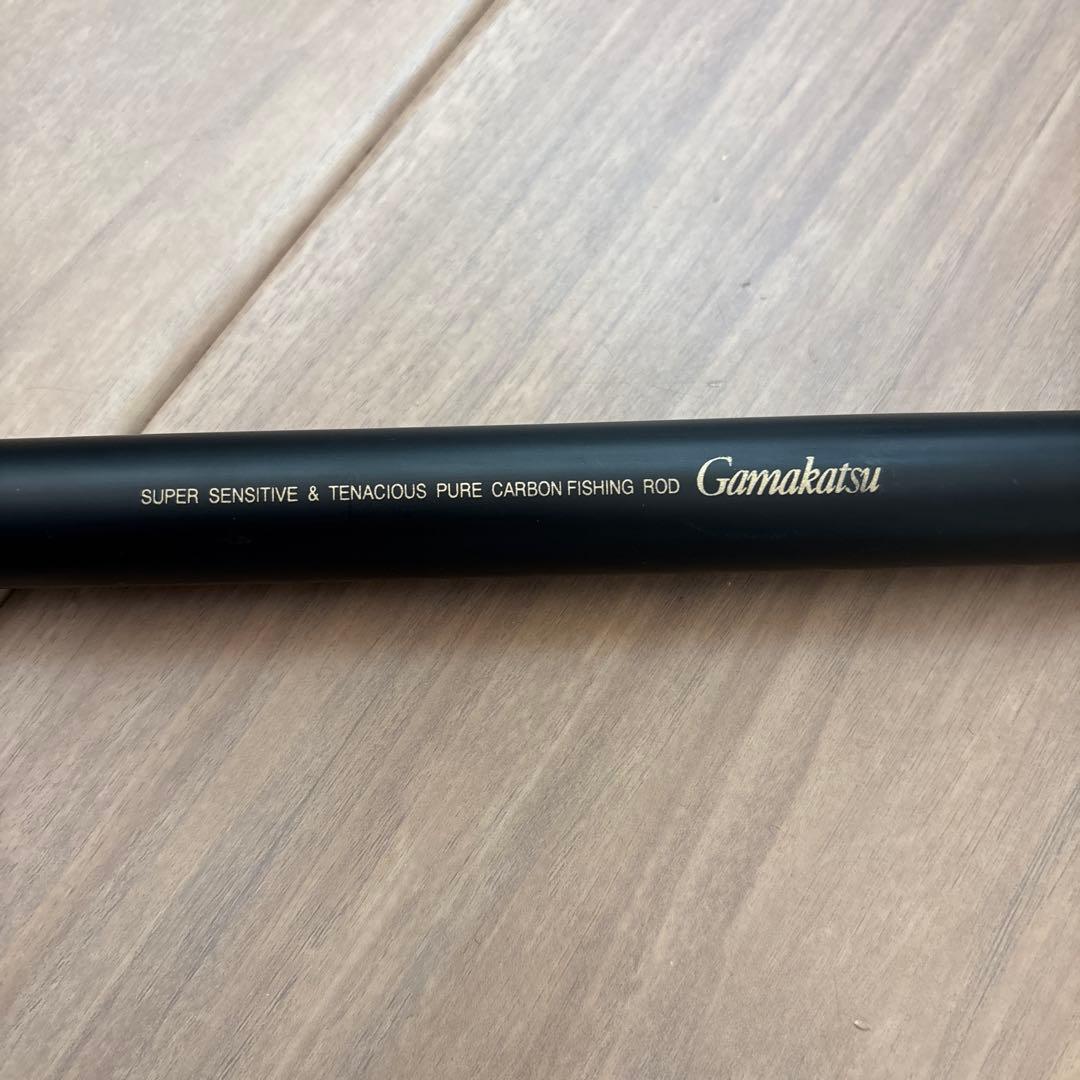 SUPER SENSITIVE & TENACIOUS PURE CARBON FISHING ROD Gamakatsu